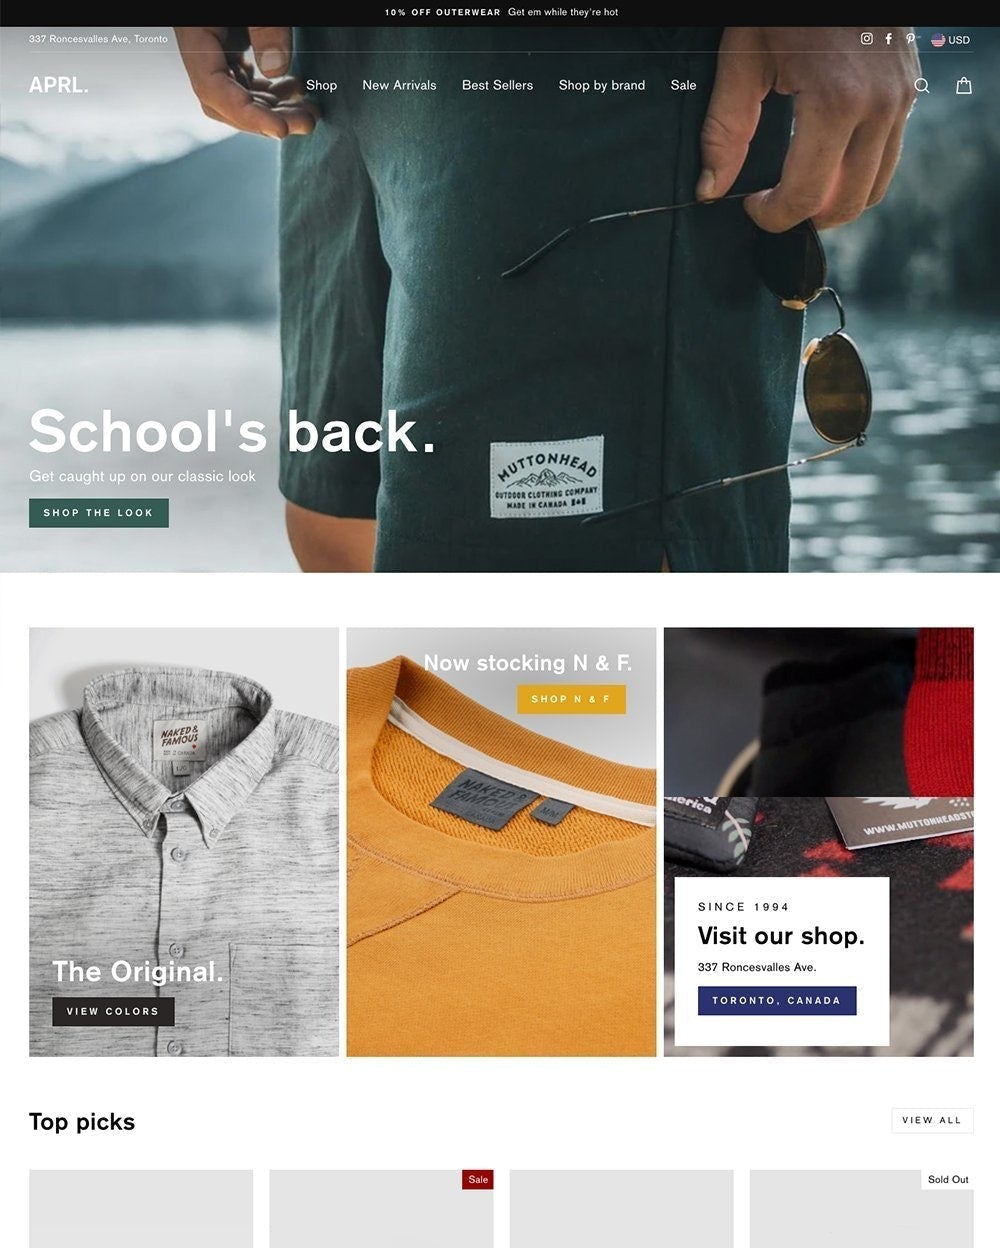 10% OFF OUTERWEAR Get em while they're hot
337 Roncesvalles Ave, Toronto
USD
APRL.
Shop New Arrivals Best Sellers Shop by brand Sale
School's back.
Get caught up on our classic look
SHOP THE LOOK
MUTTONHEAD
OUTDOOR CLOTHING COMPANY
MADE IN CANADA
NAKED &
FAMOUS
The Original.
VIEW COLORS
Now stocking N & F.
SHOP N & F
NAKED &
FAMOUS
erica
WWW.MUTTONHEADSTO
SINCE 1994
Visit our shop.
337 Roncesvalles Ave.
TORONTO, CANADA
Top picks
VIEW ALL
Sale
Sold Out